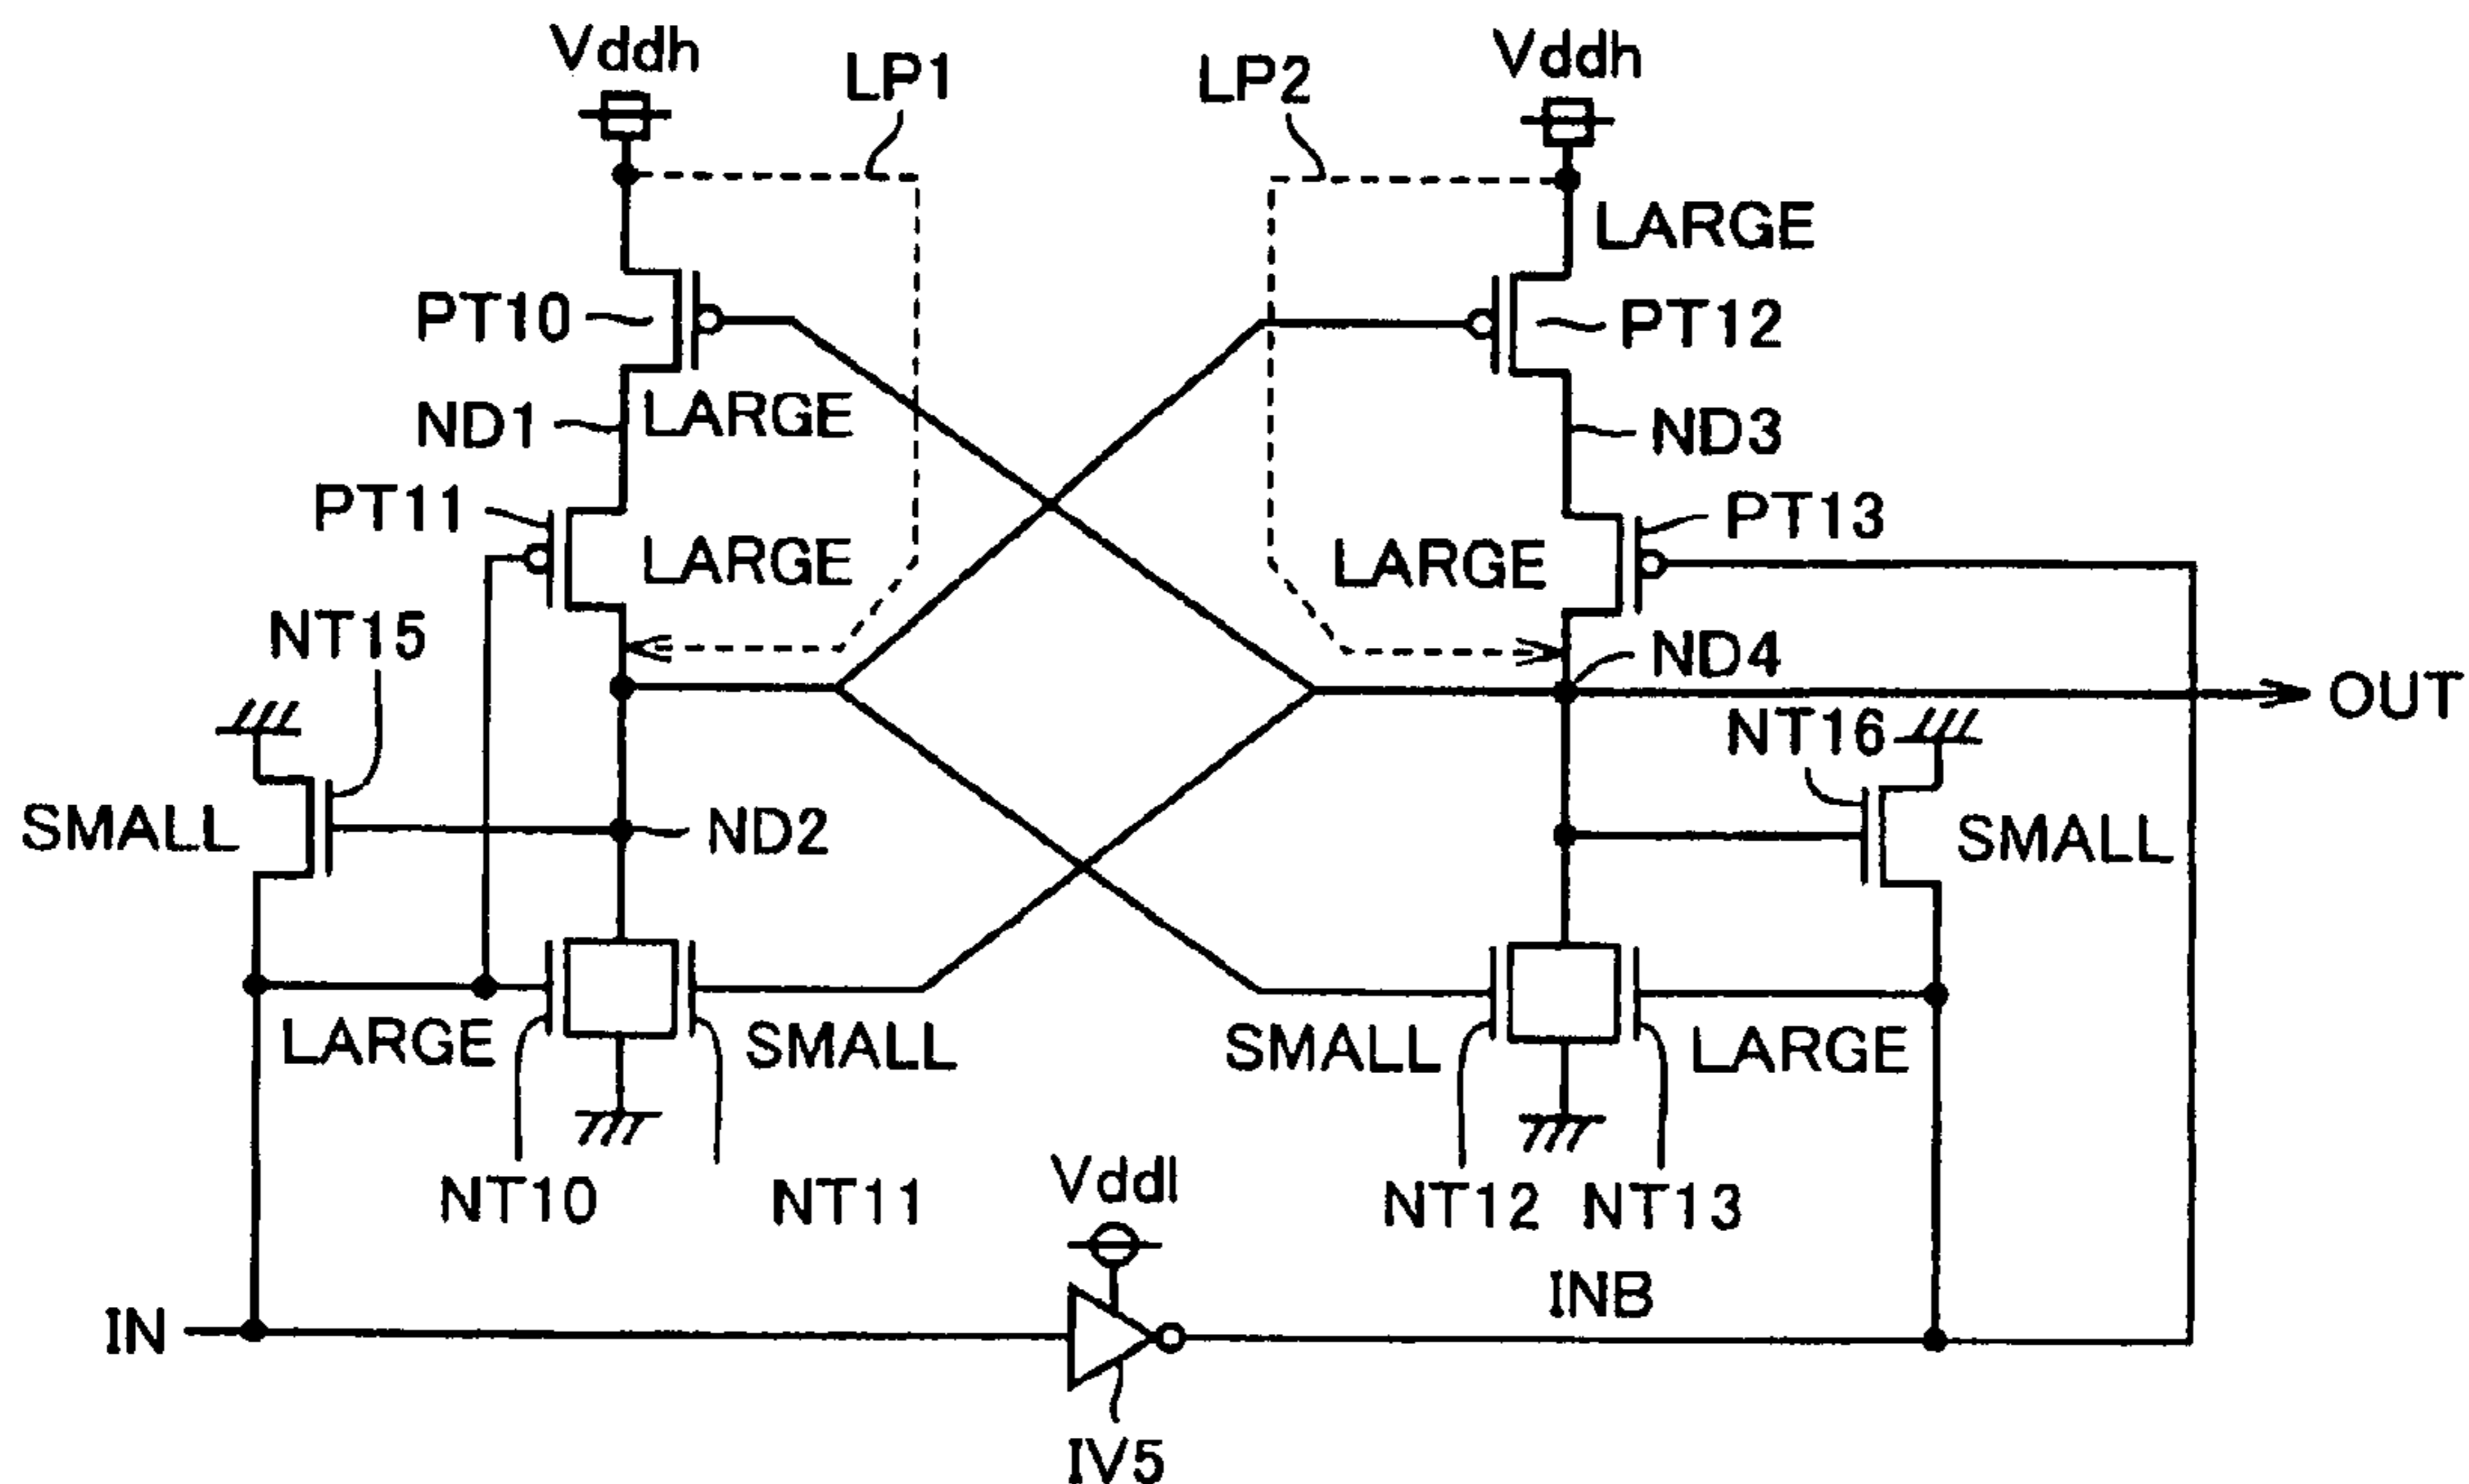 Vddh
LP1
LP2
Vddh
LARGE
PT10
PT12
ND1
LARGE
ND3
PT11
PT13
LARGE
LARGE
NT15
ND4
OUT
NT16
SMALL
ND2
SMALL
LARGE
SMALL
SMALL
LARGE
Vddl
NT10
NT11
NT12
NT13
INB
IN
IV5